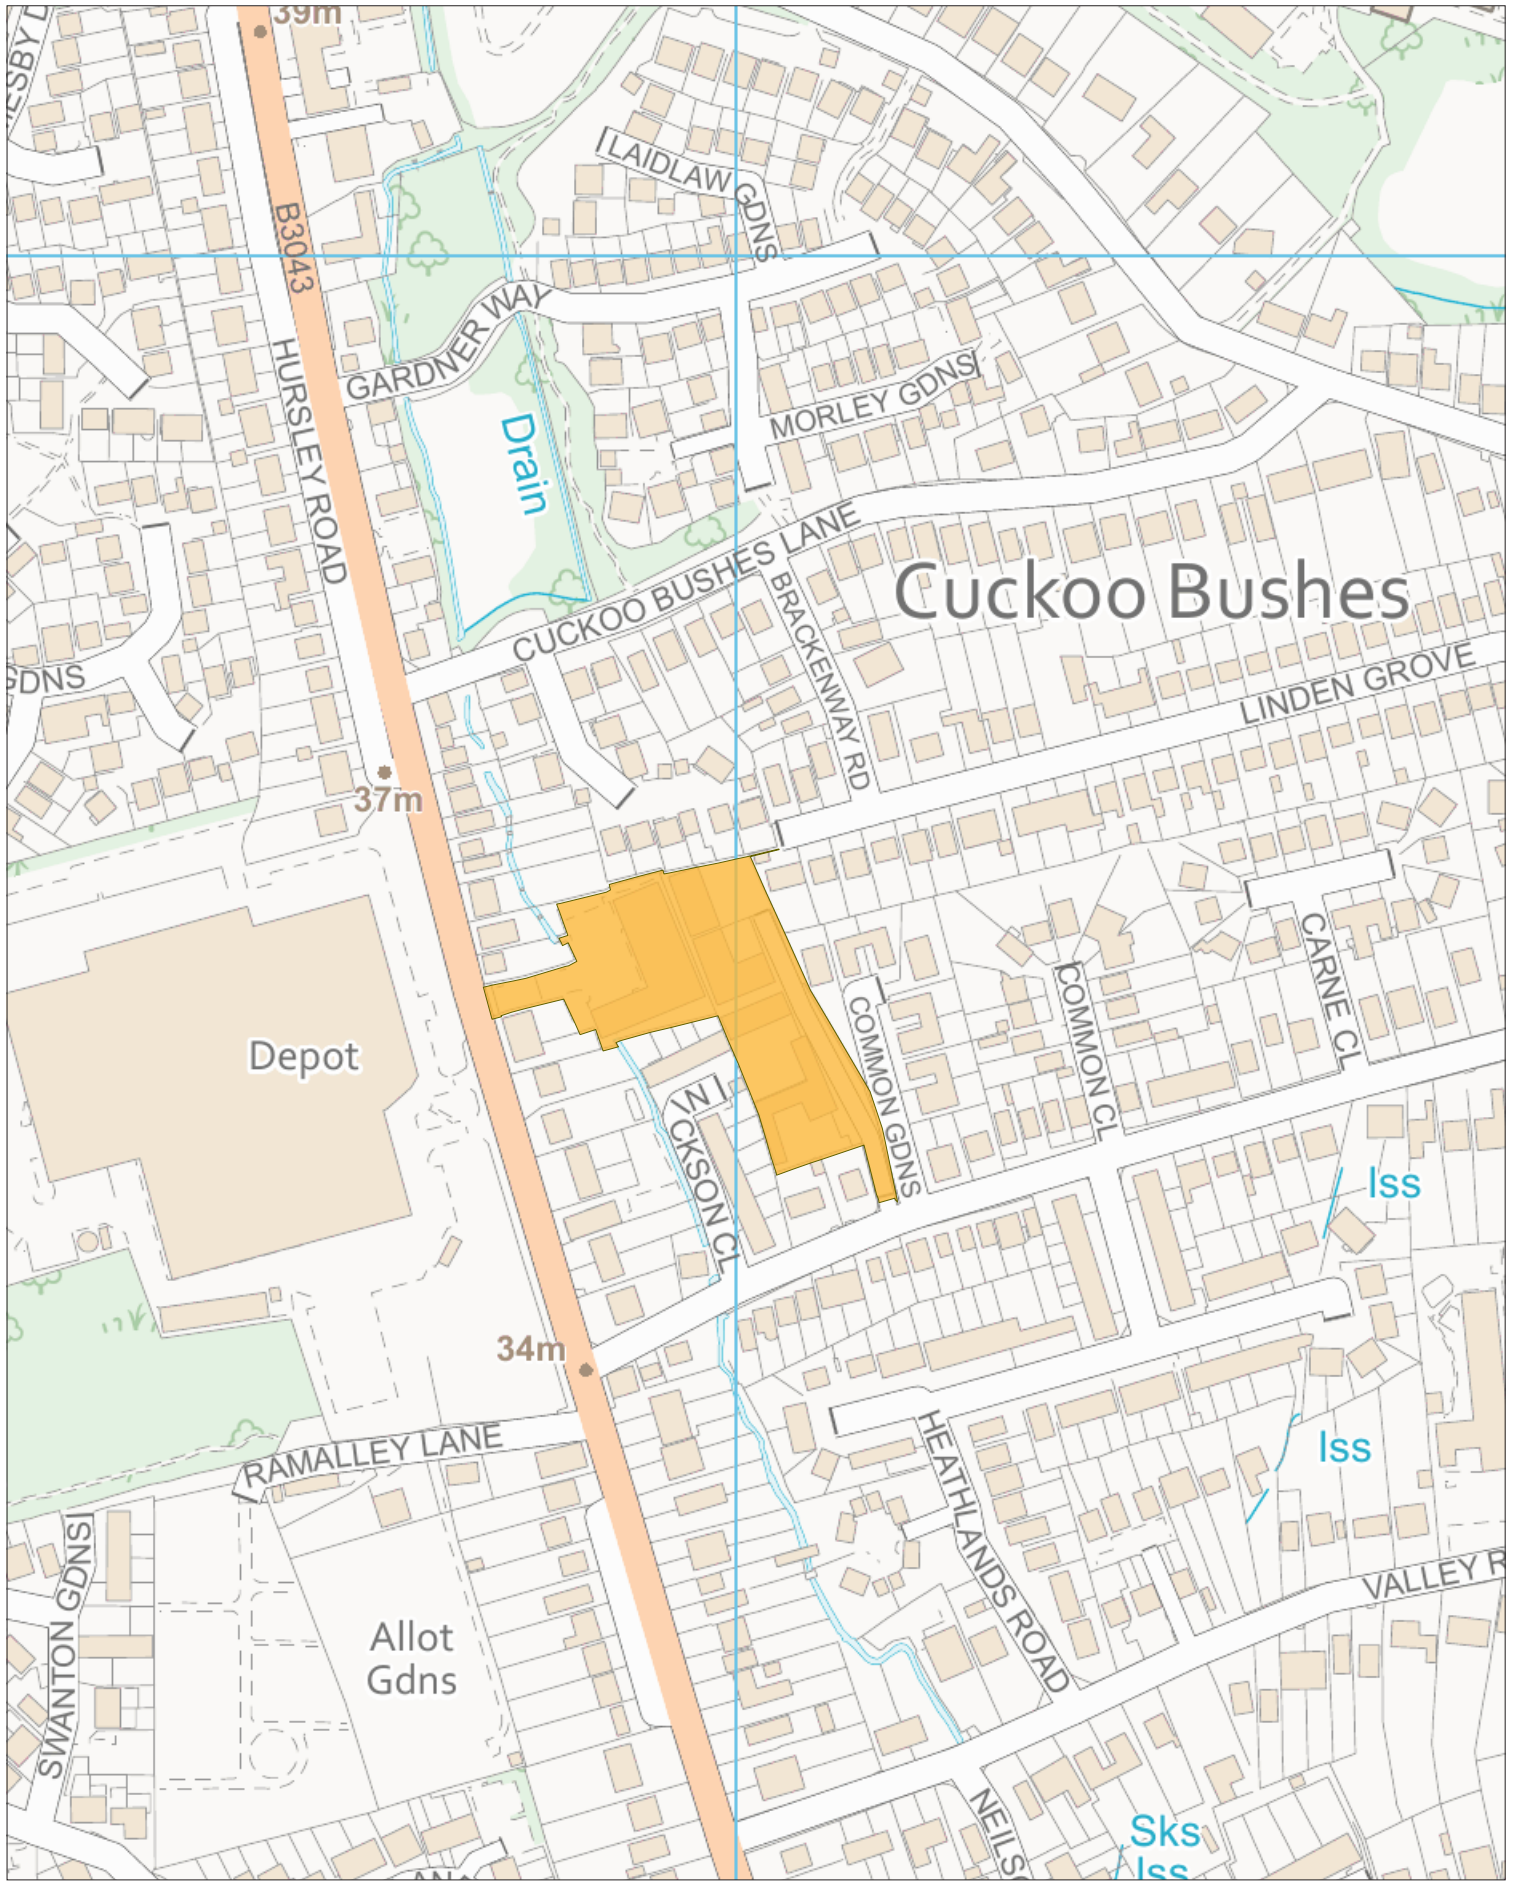 39m
B3043
LAIDLAW GDNS
GARDNER WAY
HURSLEY ROAD
MORLEY GDNS
Drain
CUCKOO BUSHES LANE
Cuckoo Bushes
BRACKENWAY RD
GDNS
LINDEN GROVE
37m
Depot
COMMON GDNS
COMMON CL
CARNE CL
CL
Iss
34m
RAMALLEY LANE
Iss
HEATHLANDS ROAD
SWANTON GDNS
Allot
Gdns
VALLEY R
NEILSO
Sks
Iss